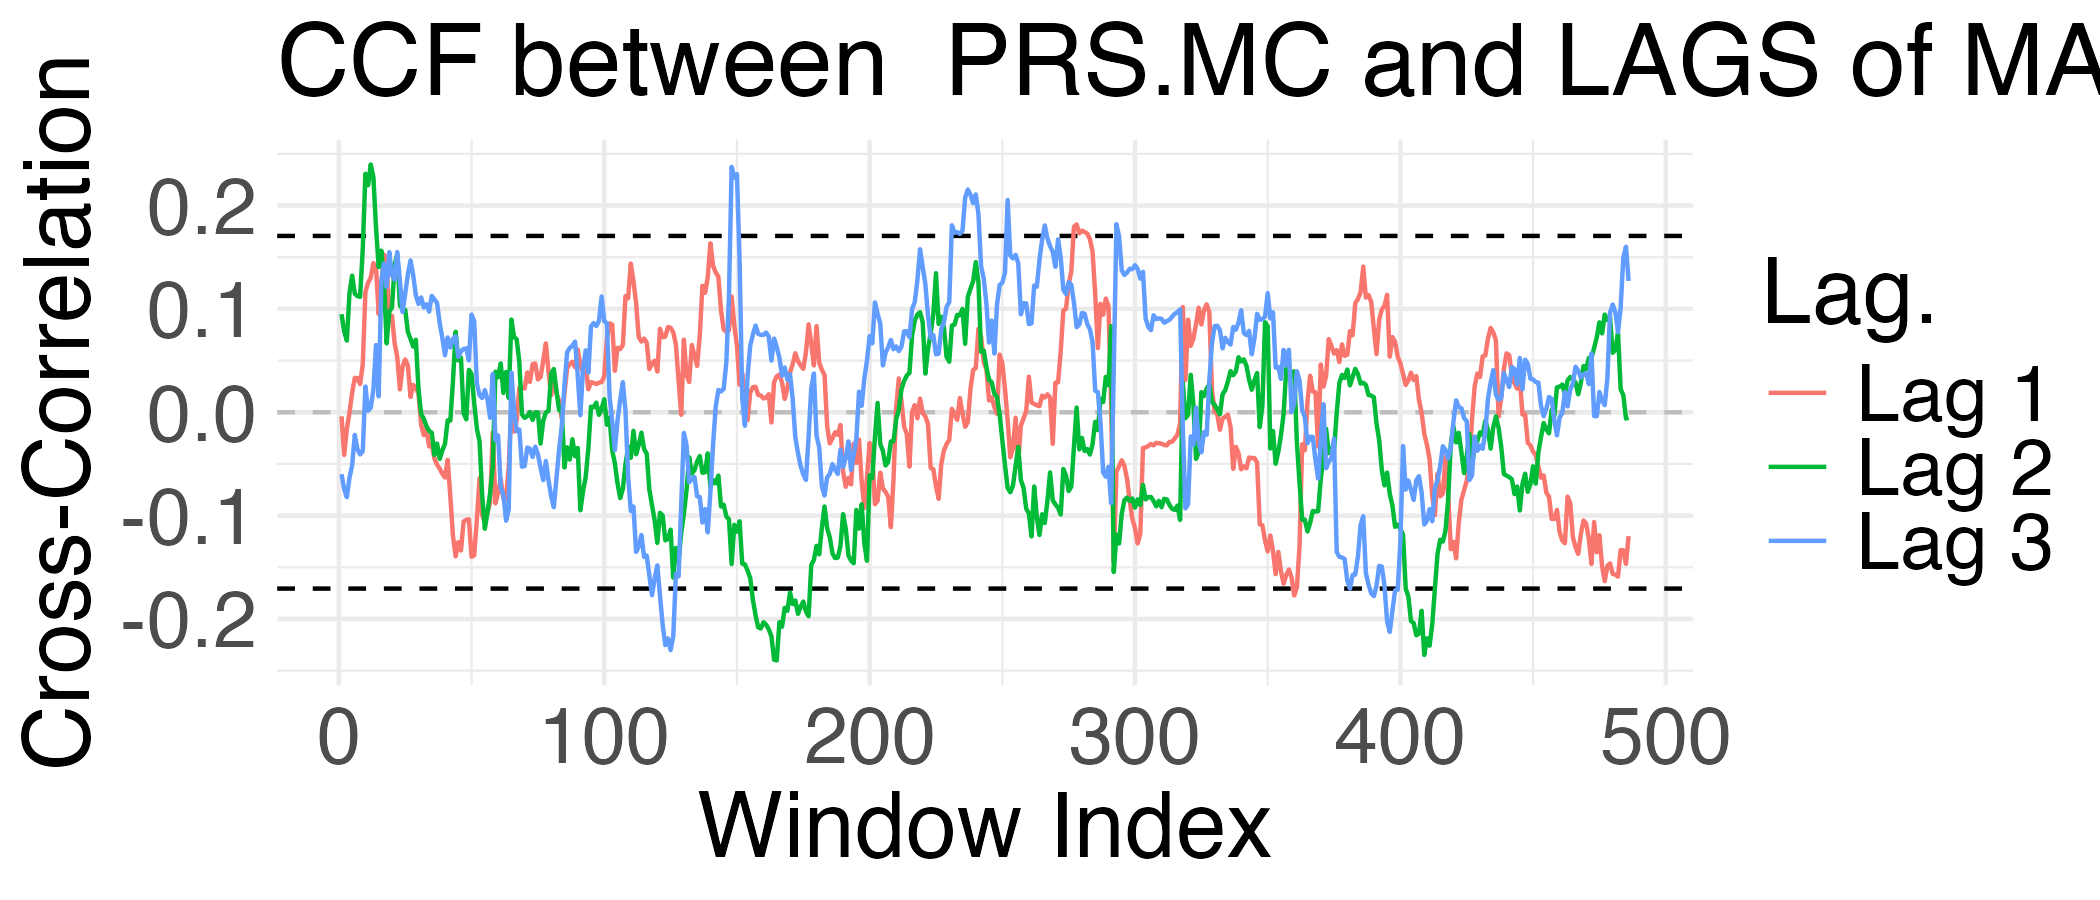 CCF between  PRS.MC and LAGS of MA
Cross-Correlation
0.2
0.1
0.0
-0.1
-0.2
0 100 200 300 400 500
Window Index
Lag.
Lag 1
Lag 2
Lag 3